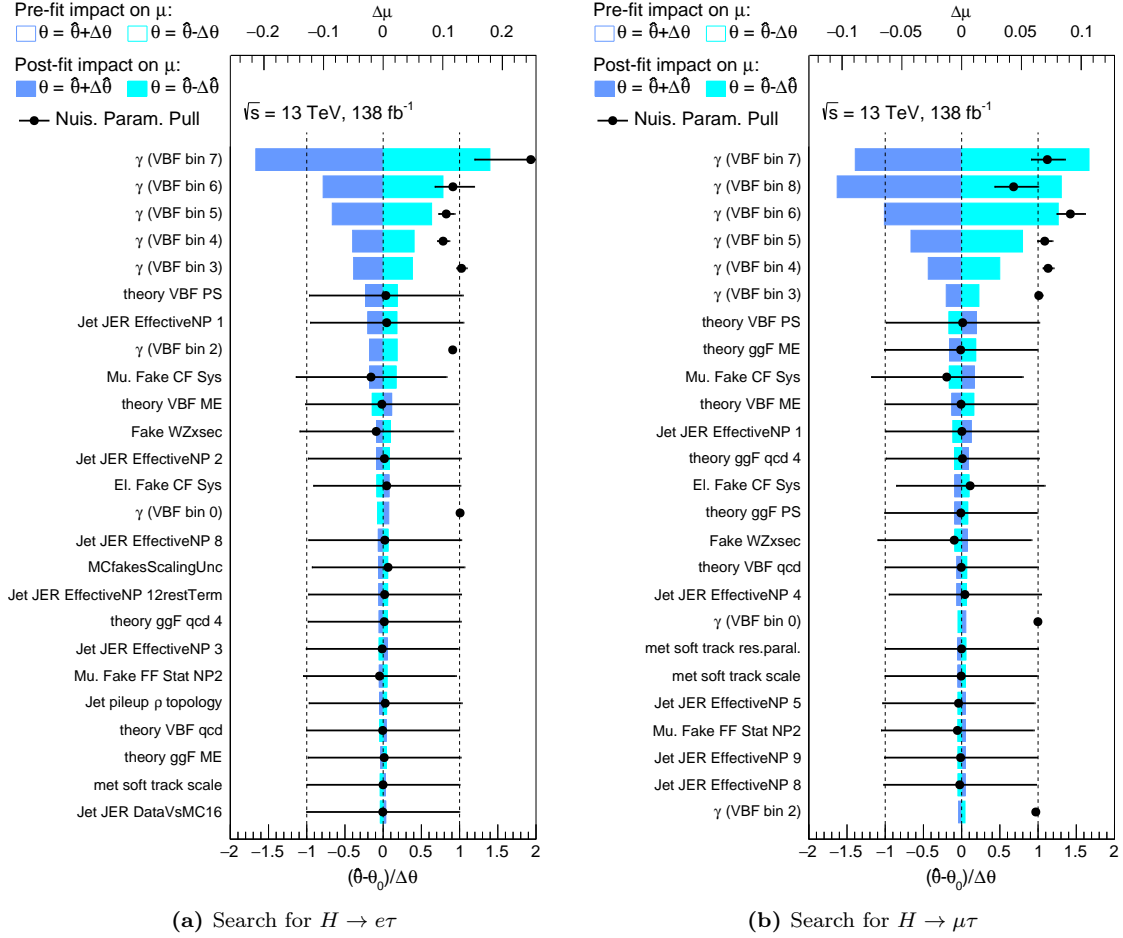 Pre-fit impact on μ:
θ = θ̂+Δθ θ = θ̂-Δθ
Post-fit impact on μ:
θ = θ̂+Δθ̂ θ = θ̂-Δθ̂
Nuis. Param. Pull
Δμ
−0.2 −0.1 0 0.1 0.2
√s = 13 TeV, 138 fb⁻¹
γ (VBF bin 7)
γ (VBF bin 6)
γ (VBF bin 5)
γ (VBF bin 4)
γ (VBF bin 3)
theory VBF PS
Jet JER EffectiveNP 1
γ (VBF bin 2)
Mu. Fake CF Sys
theory VBF ME
Fake WZxsec
Jet JER EffectiveNP 2
El. Fake CF Sys
γ (VBF bin 0)
Jet JER EffectiveNP 8
MCfakesScalingUnc
Jet JER EffectiveNP 12restTerm
theory ggF qcd 4
Jet JER EffectiveNP 3
Mu. Fake FF Stat NP2
Jet pileup ρ topology
theory VBF qcd
theory ggF ME
met soft track scale
Jet JER DataVsMC16
−2 −1.5 −1 −0.5 0 0.5 1 1.5 2
(θ̂-θ₀)/Δθ
(a) Search for H → eτ
Pre-fit impact on μ:
θ = θ̂+Δθ θ = θ̂-Δθ
Post-fit impact on μ:
θ = θ̂+Δθ̂ θ = θ̂-Δθ̂
Nuis. Param. Pull
Δμ
−0.1 −0.05 0 0.05 0.1
√s = 13 TeV, 138 fb⁻¹
γ (VBF bin 7)
γ (VBF bin 8)
γ (VBF bin 6)
γ (VBF bin 5)
γ (VBF bin 4)
γ (VBF bin 3)
theory VBF PS
theory ggF ME
Mu. Fake CF Sys
theory VBF ME
Jet JER EffectiveNP 1
theory ggF qcd 4
El. Fake CF Sys
theory ggF PS
Fake WZxsec
theory VBF qcd
Jet JER EffectiveNP 4
γ (VBF bin 0)
met soft track res.paral.
met soft track scale
Jet JER EffectiveNP 5
Mu. Fake FF Stat NP2
Jet JER EffectiveNP 9
Jet JER EffectiveNP 8
γ (VBF bin 2)
−2 −1.5 −1 −0.5 0 0.5 1 1.5 2
(θ̂-θ₀)/Δθ
(b) Search for H → μτ